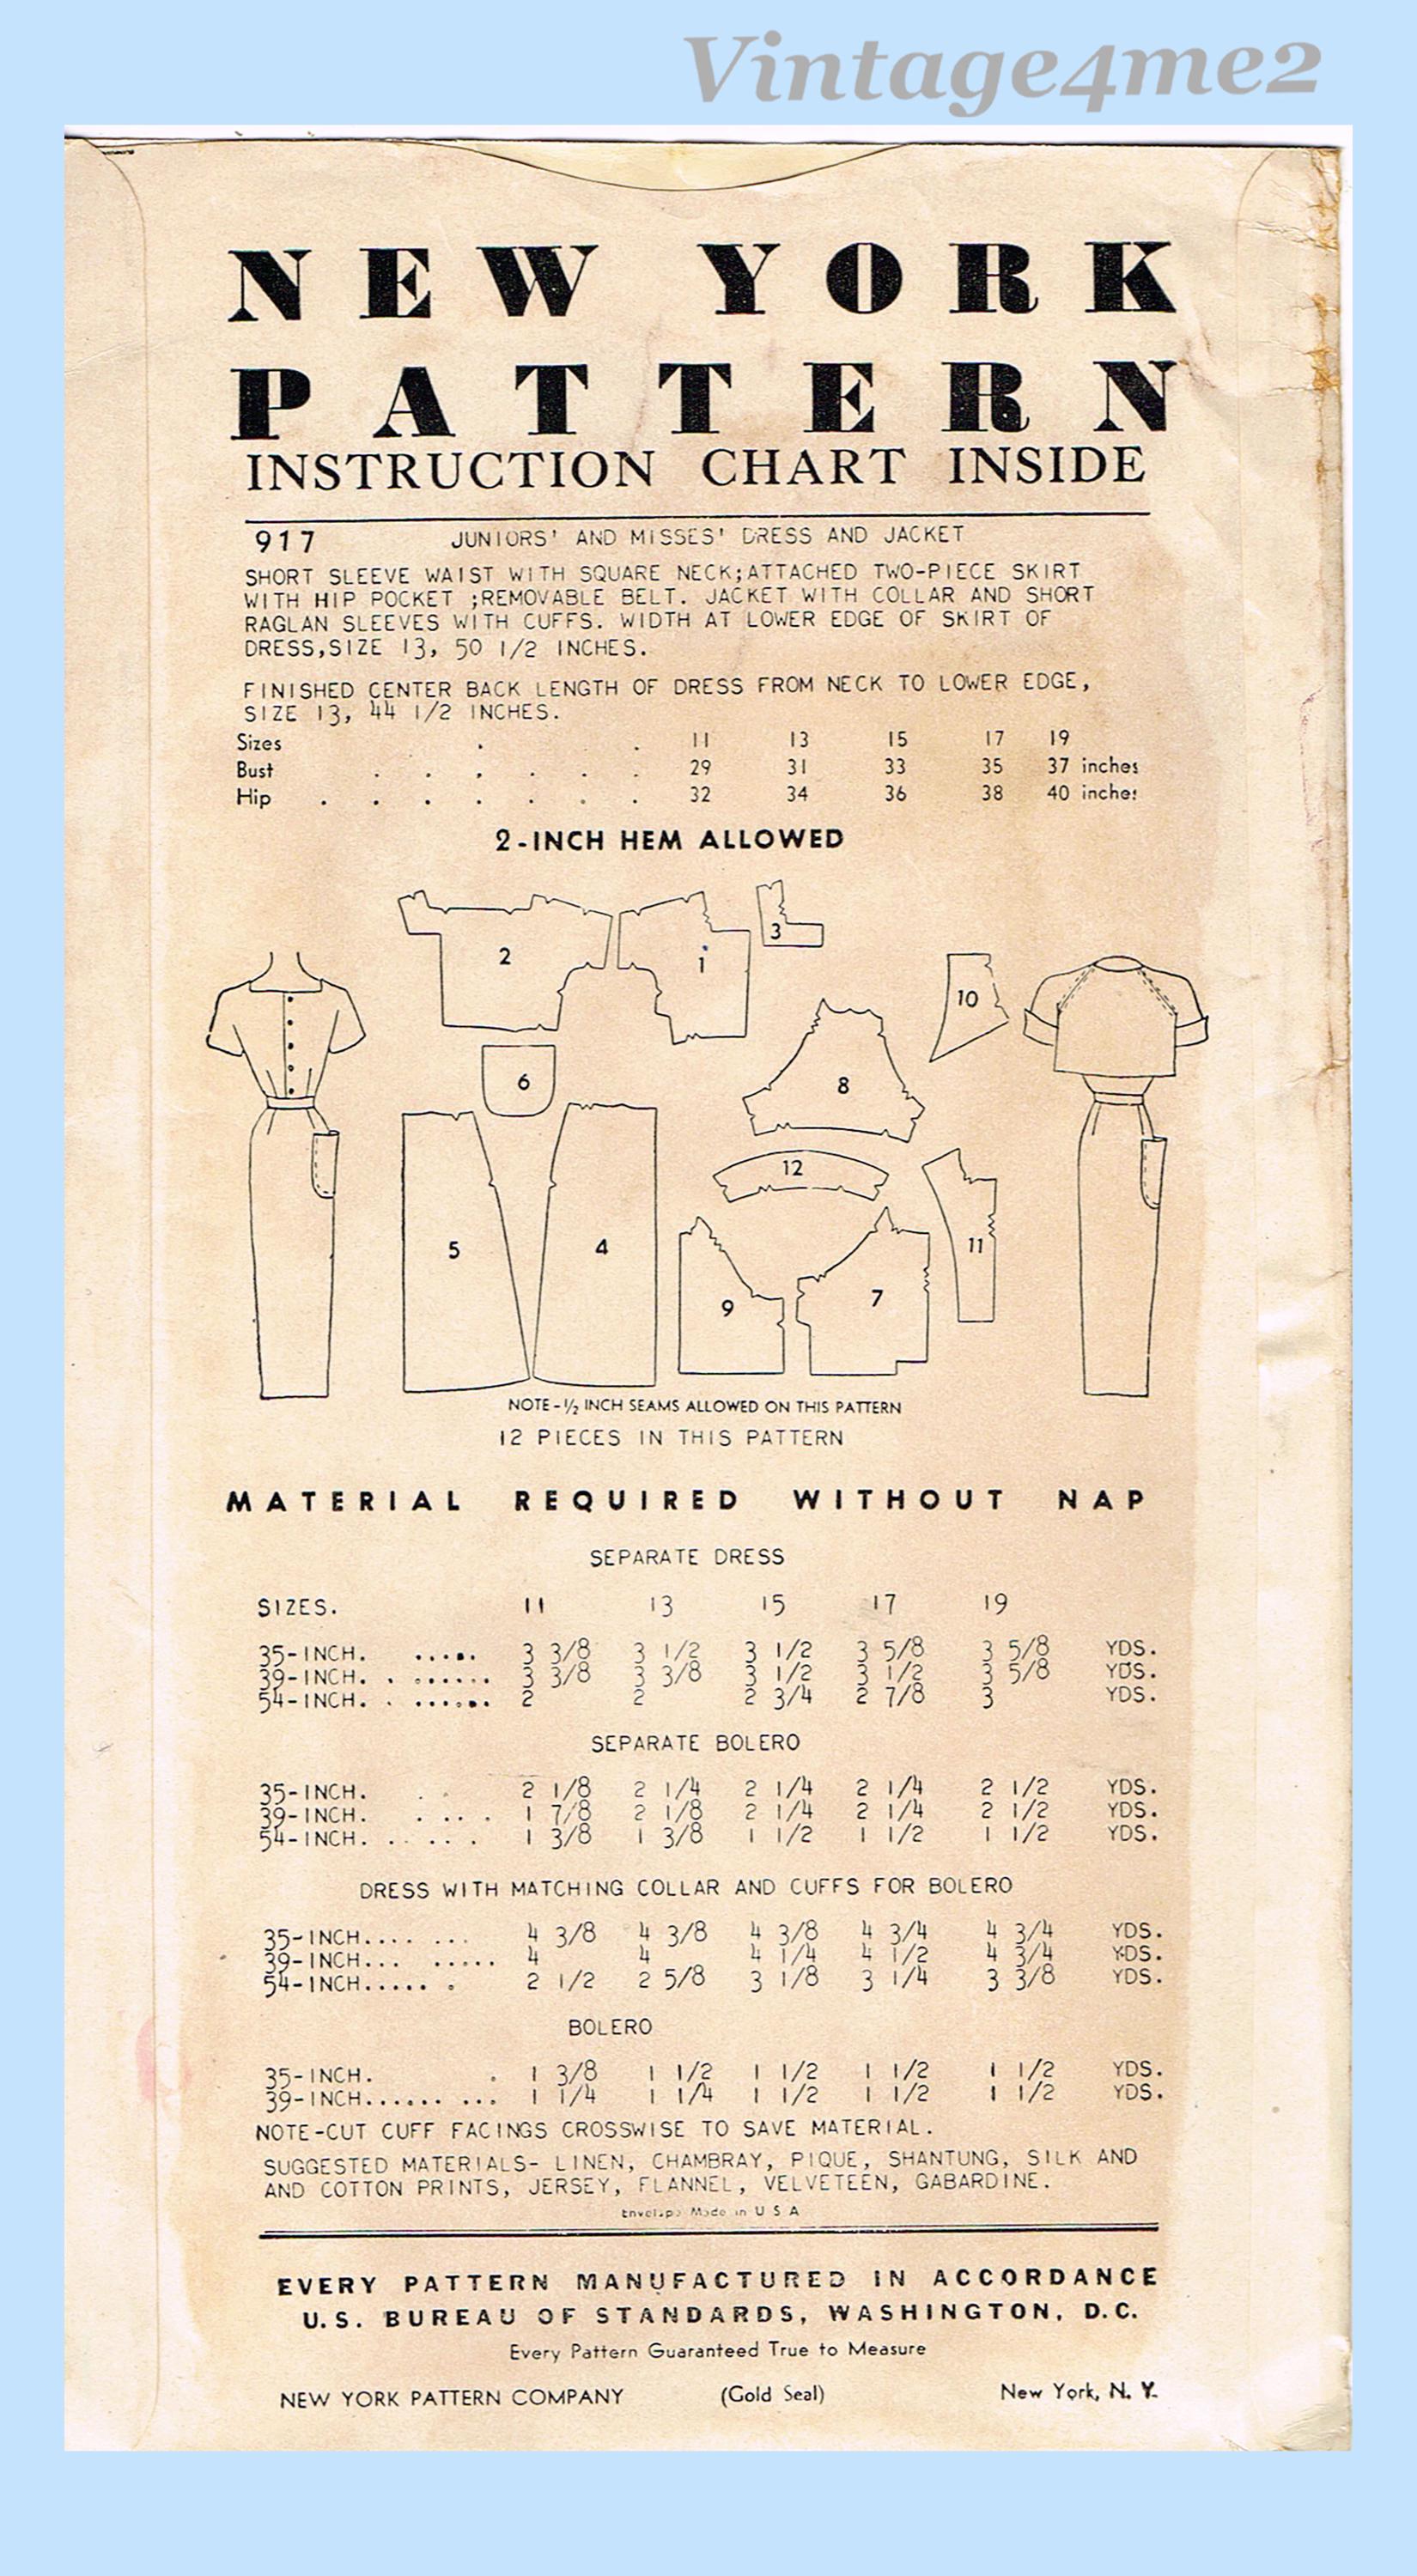 Vintage4me2
NEW YORK
PATTERN
INSTRUCTION CHART INSIDE
917 JUNIORS' AND MISSES' DRESS AND JACKET
SHORT SLEEVE WAIST WITH SQUARE NECK;ATTACHED TWO-PIECE SKIRT
WITH HIP POCKET ;REMOVABLE BELT. JACKET WITH COLLAR AND SHORT
RAGLAN SLEEVES WITH CUFFS. WIDTH AT LOWER EDGE OF SKIRT OF
DRESS,SIZE 13, 50 1/2 INCHES.
FINISHED CENTER BACK LENGTH OF DRESS FROM NECK TO LOWER EDGE,
SIZE 13, 44 1/2 INCHES.
Sizes . . 11 13 15 17 19
Bust . . . . . . 29 31 33 35 37 inches
Hip . . . . . . . 32 34 36 38 40 inches
2-INCH HEM ALLOWED
2 1 3
10
6 8
12
5 4 11
9 7
NOTE-1/2 INCH SEAMS ALLOWED ON THIS PATTERN
12 PIECES IN THIS PATTERN
MATERIAL REQUIRED WITHOUT NAP
SEPARATE DRESS
SIZES. 11 13 15 17 19
35-INCH. ..... 3 3/8 3 1/2 3 1/2 3 5/8 3 5/8 YDS.
39-INCH. . ...... 3 3/8 3 3/8 3 1/2 3 1/2 3 5/8 YDS.
54-INCH. . ...... 2 2 2 3/4 2 7/8 3 YDS.
SEPARATE BOLERO
35-INCH. . . 2 1/8 2 1/4 2 1/4 2 1/4 2 1/2 YDS.
39-INCH. . . . . 1 7/8 2 1/8 2 1/4 2 1/4 2 1/2 YDS.
54-INCH. . . . . . 1 3/8 1 3/8 1 1/2 1 1/2 1 1/2 YDS.
DRESS WITH MATCHING COLLAR AND CUFFS FOR BOLERO
35-INCH.... ... 4 3/8 4 3/8 4 3/8 4 3/4 4 3/4 YDS.
39-INCH... ..... 4 4 4 1/4 4 1/2 4 3/4 YDS.
54-INCH..... . 2 1/2 2 5/8 3 1/8 3 1/4 3 3/8 YDS.
BOLERO
35-INCH. . 1 3/8 1 1/2 1 1/2 1 1/2 1 1/2 YDS.
39-INCH...... ... 1 1/4 1 1/4 1 1/2 1 1/2 1 1/2 YDS.
NOTE-CUT CUFF FACINGS CROSSWISE TO SAVE MATERIAL.
SUGGESTED MATERIALS- LINEN, CHAMBRAY, PIQUE, SHANTUNG, SILK AND
AND COTTON PRINTS, JERSEY, FLANNEL, VELVETEEN, GABARDINE.
Envelope Made in U S A
EVERY PATTERN MANUFACTURED IN ACCORDANCE
U.S. BUREAU OF STANDARDS, WASHINGTON, D.C.
Every Pattern Guaranteed True to Measure
NEW YORK PATTERN COMPANY (Gold Seal) New York, N. Y.